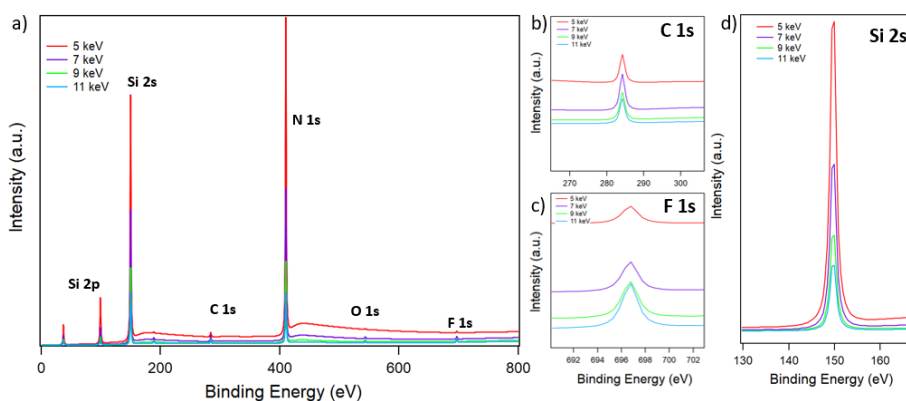 a)
5 keV
7 keV
9 keV
11 keV
Si 2s
N 1s
Si 2p
C 1s
O 1s
F 1s
Intensity (a.u.)
0 200 400 600 800
Binding Energy (eV)
b)
5 keV
7 keV
9 keV
11 keV
C 1s
Intensity (a.u.)
270 280 290 300
Binding Energy (eV)
c)
5 keV
7 keV
9 keV
11 keV
F 1s
Intensity (a.u.)
692 694 696 698 700 702
Binding Energy (eV)
d)
Si 2s
5 keV
7 keV
9 keV
11 keV
Intensity (a.u.)
130 140 150 160
Binding Energy (eV)